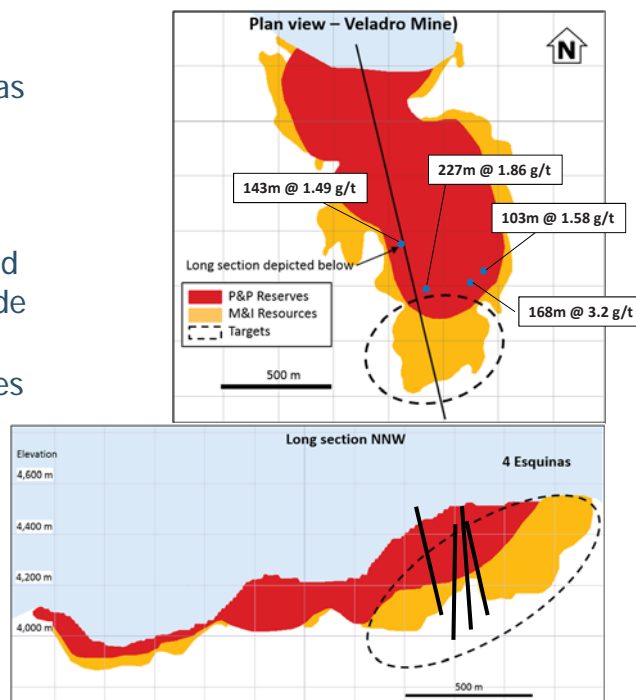 as
d
de
es
Plan view – Veladro Mine)
N
227m @ 1.86 g/t
143m @ 1.49 g/t
103m @ 1.58 g/t
Long section depicted below
P&P Reserves
M&I Resources
Targets
168m @ 3.2 g/t
500 m
Long section NNW
Elevation
4 Esquinas
4,600 m
4,400 m
4,200 m
4,000 m
500 m